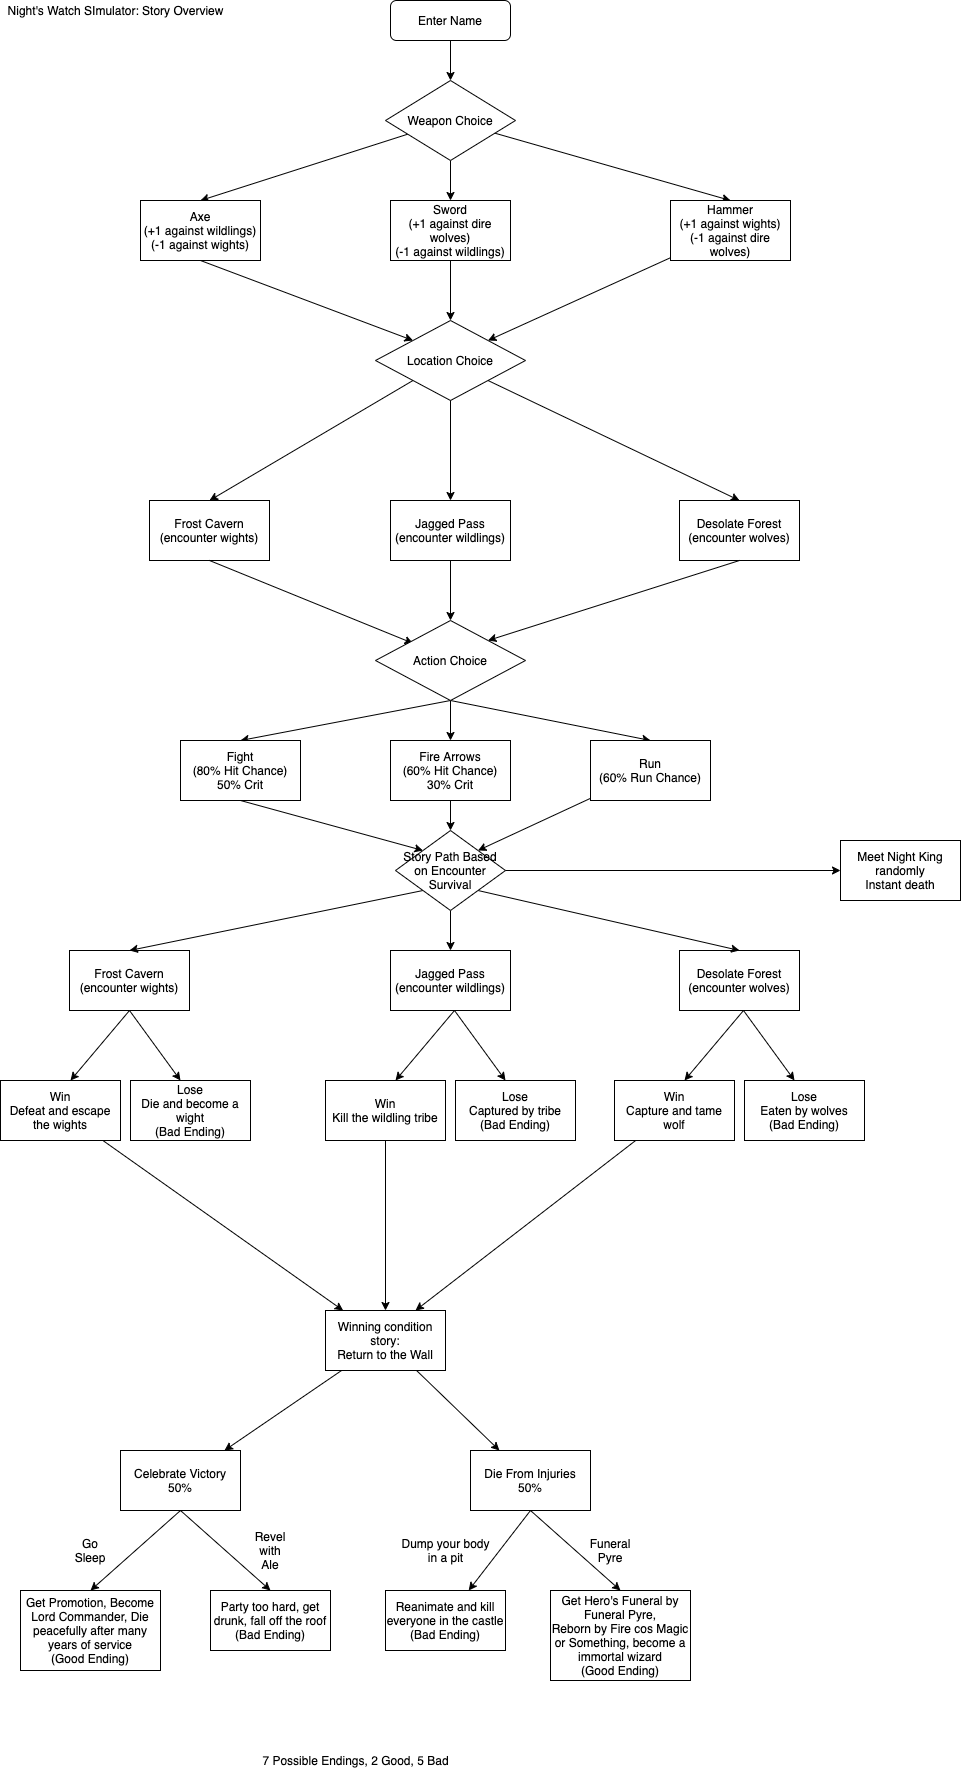 Night's Watch SImulator: Story Overview
Enter Name
Weapon Choice
Axe
(+1 against wildlings)
(-1 against wights)
Sword
(+1 against dire
wolves)
(-1 against wildlings)
Hammer
(+1 against wights)
(-1 against dire
wolves)
Location Choice
Frost Cavern
(encounter wights)
Jagged Pass
(encounter wildlings)
Desolate Forest
(encounter wolves)
Action Choice
Fight
(80% Hit Chance)
50% Crit
Fire Arrows
(60% Hit Chance)
30% Crit
Run
(60% Run Chance)
Story Path Based
on Encounter
Survival
Meet Night King
randomly
Instant death
Frost Cavern
(encounter wights)
Jagged Pass
(encounter wildlings)
Desolate Forest
(encounter wolves)
Win
Defeat and escape
the wights
Lose
Die and become a
wight
(Bad Ending)
Win
Kill the wildling tribe
Lose
Captured by tribe
(Bad Ending)
Win
Capture and tame
wolf
Lose
Eaten by wolves
(Bad Ending)
Winning condition
story:
Return to the Wall
Celebrate Victory
50%
Die From Injuries
50%
Go
Sleep
Revel
with
Ale
Dump your body
in a pit
Funeral
Pyre
Get Promotion, Become
Lord Commander, Die
peacefully after many
years of service
(Good Ending)
Party too hard, get
drunk, fall off the roof
(Bad Ending)
Reanimate and kill
everyone in the castle
(Bad Ending)
Get Hero's Funeral by
Funeral Pyre,
Reborn by Fire cos Magic
or Something, become a
immortal wizard
(Good Ending)
7 Possible Endings, 2 Good, 5 Bad